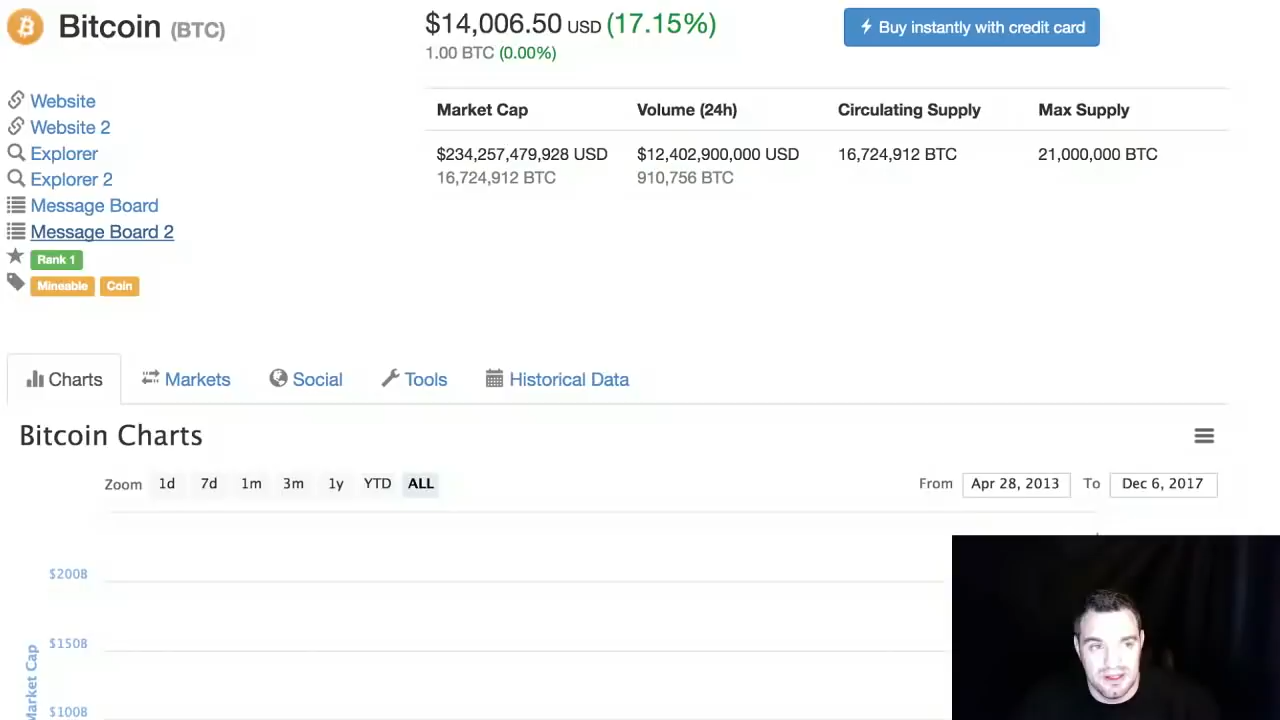 Bitcoin (BTC)
$14,006.50 USD (17.15%)
1.00 BTC (0.00%)
Buy instantly with credit card
Website
Website 2
Explorer
Explorer 2
Message Board
Message Board 2
Rank 1
Mineable Coin
Market Cap Volume (24h) Circulating Supply Max Supply
$234,257,479,928 USD $12,402,900,000 USD 16,724,912 BTC 21,000,000 BTC
16,724,912 BTC 910,756 BTC
Charts Markets Social Tools Historical Data
Bitcoin Charts
Zoom 1d 7d 1m 3m 1y YTD ALL From Apr 28, 2013 To Dec 6, 2017
$200B
$150B
$100B
Market Cap